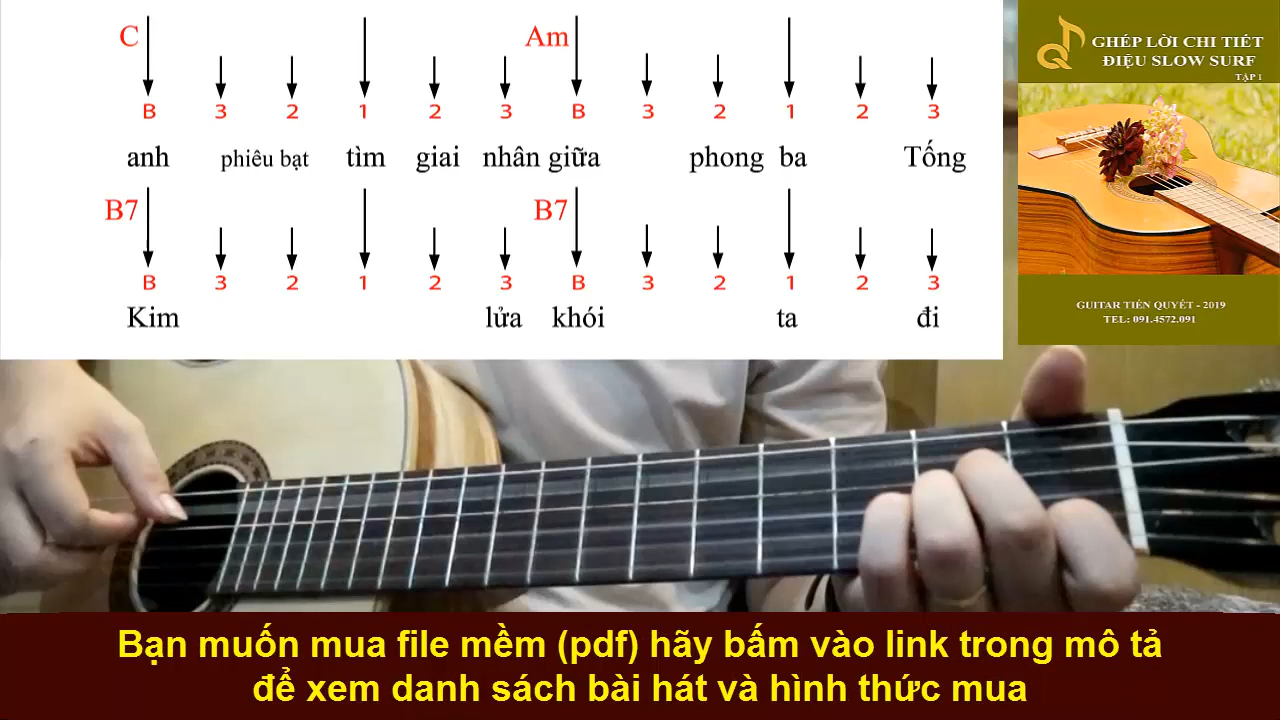 C Am
B 3 2 1 2 3 B 3 2 1 2 3
anh phiêu bạt tìm giai nhân giữa phong ba Tống
B7 B7
B 3 2 1 2 3 B 3 2 1 2 3
Kim lửa khói ta đi
GHÉP LỜI CHI TIẾT
ĐIỆU SLOW SURF
TẬP 1
GUITAR TIẾN QUYẾT - 2019
TEL: 091.4572.091
Bạn muốn mua file mềm (pdf) hãy bấm vào link trong mô tả
để xem danh sách bài hát và hình thức mua